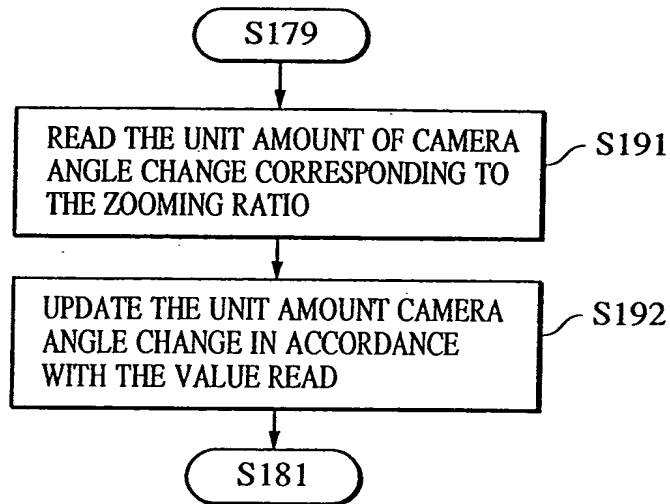 S179
READ THE UNIT AMOUNT OF CAMERA
ANGLE CHANGE CORRESPONDING TO
THE ZOOMING RATIO
S191
UPDATE THE UNIT AMOUNT CAMERA
ANGLE CHANGE IN ACCORDANCE
WITH THE VALUE READ
S192
S181